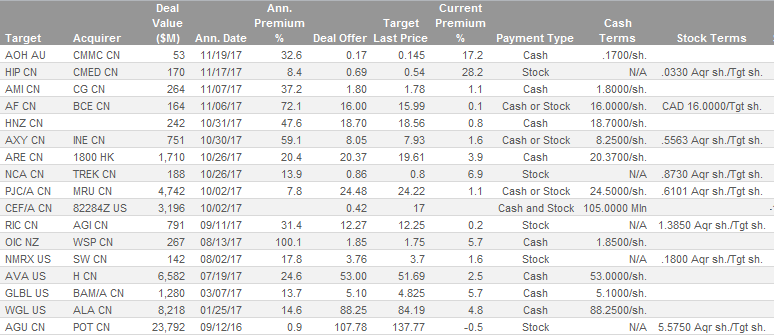 Deal Ann. Target Current
Target Acquirer Value Ann. Date Premium Deal Offer Last Price Premium Payment Type Cash Stock Terms
($M) % % Terms
AOH AU CMMC CN 53 11/19/17 32.6 0.17 0.145 17.2 Cash .1700/sh.
HIP CN CMED CN 170 11/17/17 8.4 0.69 0.54 28.2 Stock N/A .0330 Aqr sh./Tgt sh.
AMI CN CG CN 264 11/07/17 37.2 1.80 1.78 1.1 Cash 1.8000/sh.
AF CN BCE CN 164 11/06/17 72.1 16.00 15.99 0.1 Cash or Stock 16.0000/sh. CAD 16.0000/Tgt sh.
HNZ CN 242 10/31/17 47.6 18.70 18.56 0.8 Cash 18.7000/sh.
AXY CN INE CN 751 10/30/17 59.1 8.05 7.93 1.6 Cash or Stock 8.2500/sh. .5563 Aqr sh./Tgt sh.
ARE CN 1800 HK 1,710 10/26/17 20.4 20.37 19.61 3.9 Cash 20.3700/sh.
NCA CN TREK CN 188 10/26/17 13.9 0.86 0.8 6.9 Stock N/A .8730 Aqr sh./Tgt sh.
PJC/A CN MRU CN 4,742 10/02/17 7.8 24.48 24.22 1.1 Cash or Stock 24.5000/sh. .6101 Aqr sh./Tgt sh.
CEF/A CN 82284Z US 3,196 10/02/17 0.42 17 Cash and Stock 105.0000 Mln
RIC CN AGI CN 791 09/11/17 31.4 12.27 12.25 0.2 Stock N/A 1.3850 Aqr sh./Tgt sh.
OIC NZ WSP CN 267 08/13/17 100.1 1.85 1.75 5.7 Cash 1.8500/sh.
NMRX US SW CN 142 08/02/17 17.8 3.76 3.7 1.6 Stock N/A .1800 Aqr sh./Tgt sh.
AVA US H CN 6,582 07/19/17 24.6 53.00 51.69 2.5 Cash 53.0000/sh.
GLBL US BAM/A CN 1,280 03/07/17 13.7 5.10 4.825 5.7 Cash 5.1000/sh.
WGL US ALA CN 8,218 01/25/17 14.6 88.25 84.19 4.8 Cash 88.2500/sh.
AGU CN POT CN 23,792 09/12/16 0.9 107.78 137.77 -0.5 Stock N/A 5.5750 Aqr sh./Tgt sh.